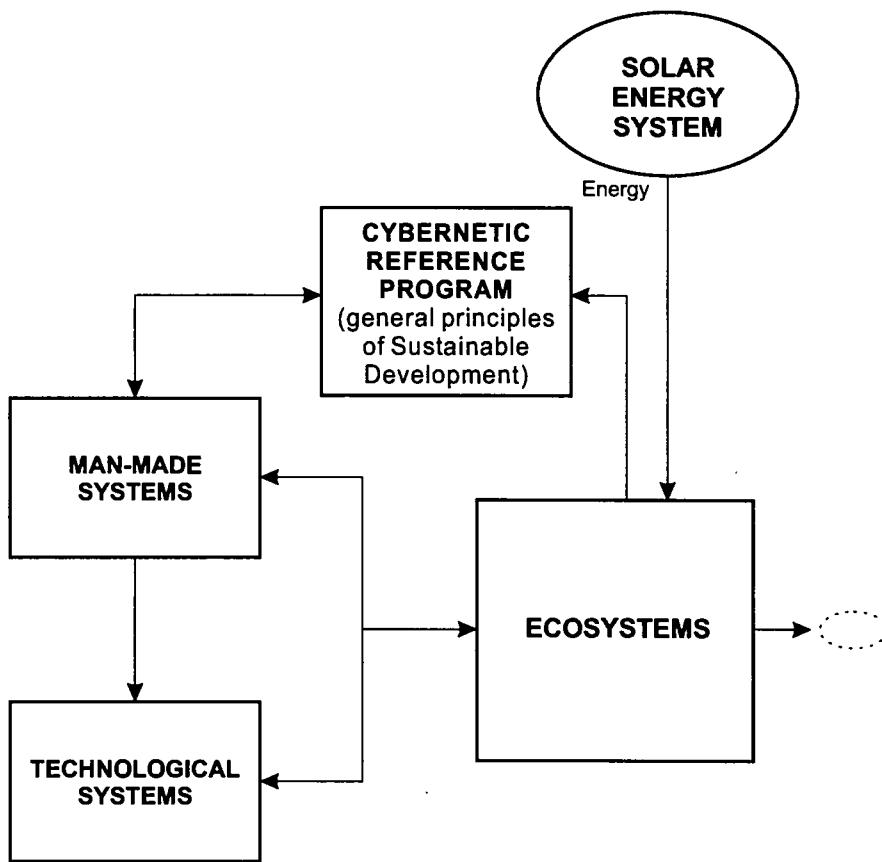 SOLAR
ENERGY
SYSTEM
Energy
CYBERNETIC
REFERENCE
PROGRAM
(general principles
of Sustainable
Development)
MAN-MADE
SYSTEMS
ECOSYSTEMS
TECHNOLOGICAL
SYSTEMS